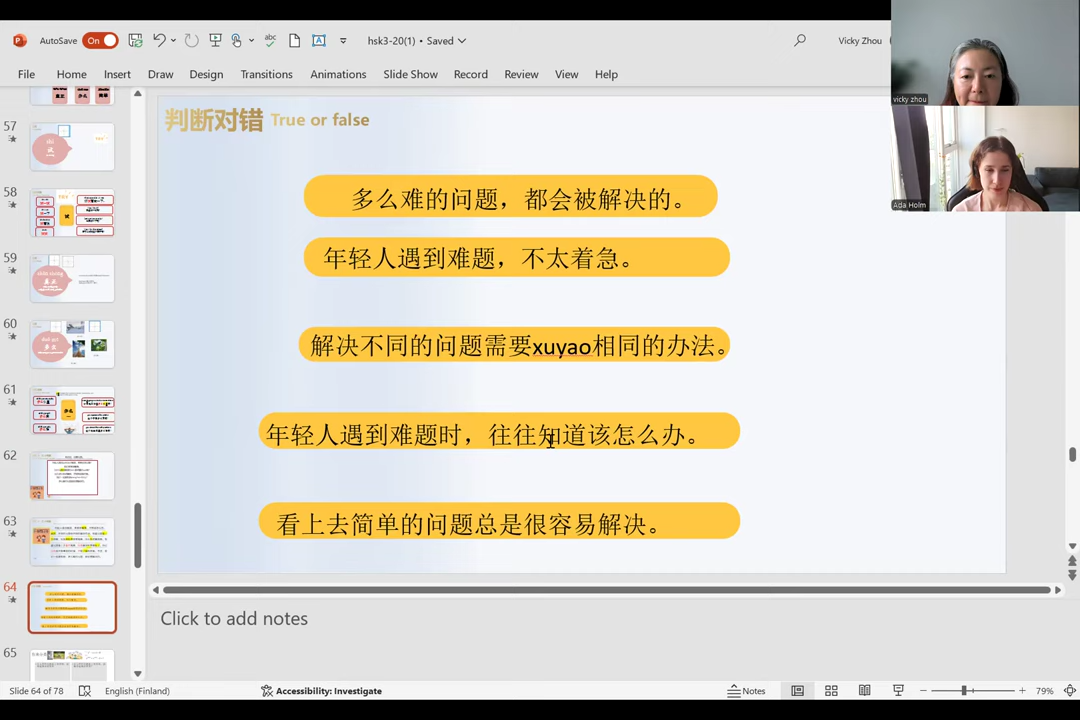 AutoSave On hsk3-20(1) • Saved Vicky Zhou
File Home Insert Draw Design Transitions Animations Slide Show Record Review View Help
vicky zhou
Ada Holm
判断对错 True or false
多么难的问题，都会被解决的。
年轻人遇到难题，不太着急。
解决不同的问题需要xuyao相同的办法。
年轻人遇到难题时，往往知道该怎么办。
看上去简单的问题总是很容易解决。
57
58
59
60
61
62
63
64
65
Click to add notes
Slide 64 of 78 English (Finland) Accessibility: Investigate Notes 79%